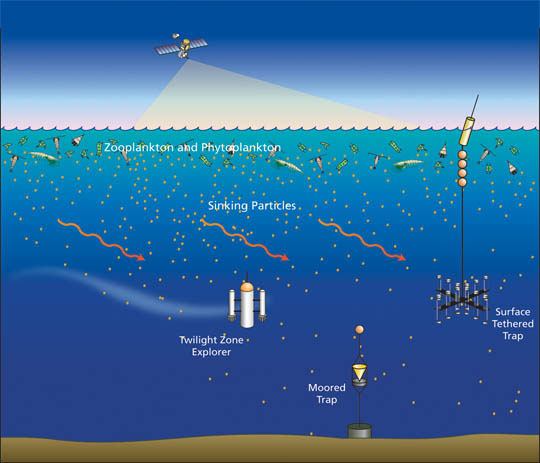 Zooplankton and Phytoplankton
Sinking Particles
Twilight Zone
Explorer
Surface
Tethered
Trap
Moored
Trap